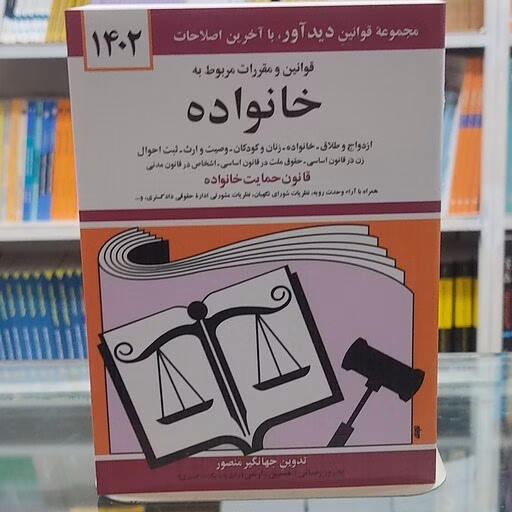 مجموعه قوانین دیدآور، با آخرین اصلاحات
۱۴۰۲
قوانین و مقررات مربوط به
خانواده
ازدواج و طلاق - خانواده - زنان و کودکان - وصیت و ارث - ثبت احوال
زن در قانون اساسی - حقوق ملت در قانون اساسی - اشخاص در قانون مدنی
قانون حمایت خانواده
همراه با آراء وحدت رویه، نظریات شورای نگهبان، نظریات مشورتی ادارۀ حقوقی دادگستری، و...
تدوین جهانگیر منصور